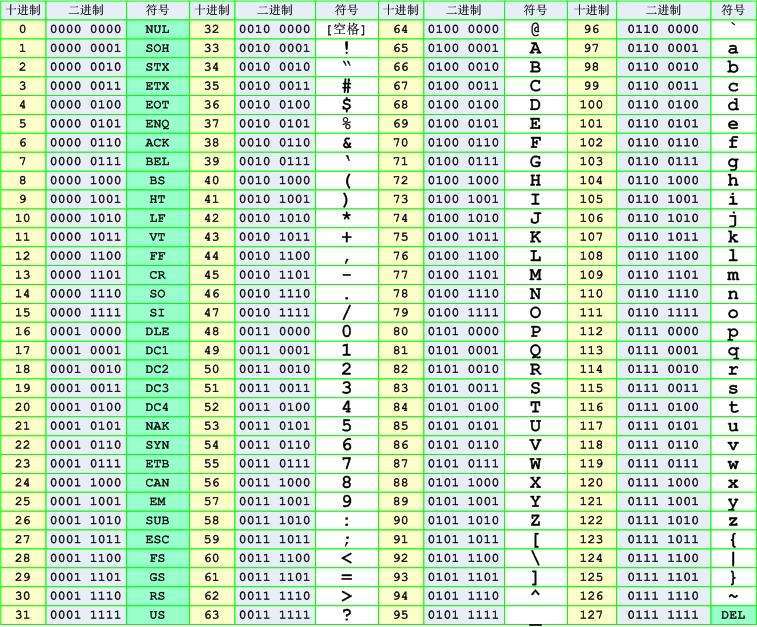 十进制 二进制 符号 十进制 二进制 符号 十进制 二进制 符号 十进制 二进制 符号
0 0000 0000 NUL 32 0010 0000 [空格] 64 0100 0000 @ 96 0110 0000 `
1 0000 0001 SOH 33 0010 0001 ! 65 0100 0001 A 97 0110 0001 a
2 0000 0010 STX 34 0010 0010 “ 66 0100 0010 B 98 0110 0010 b
3 0000 0011 ETX 35 0010 0011 # 67 0100 0011 C 99 0110 0011 c
4 0000 0100 EOT 36 0010 0100 $ 68 0100 0100 D 100 0110 0100 d
5 0000 0101 ENQ 37 0010 0101 % 69 0100 0101 E 101 0110 0101 e
6 0000 0110 ACK 38 0010 0110 & 70 0100 0110 F 102 0110 0110 f
7 0000 0111 BEL 39 0010 0111 ‘ 71 0100 0111 G 103 0110 0111 g
8 0000 1000 BS 40 0010 1000 ( 72 0100 1000 H 104 0110 1000 h
9 0000 1001 HT 41 0010 1001 ) 73 0100 1001 I 105 0110 1001 i
10 0000 1010 LF 42 0010 1010 * 74 0100 1010 J 106 0110 1010 j
11 0000 1011 VT 43 0010 1011 + 75 0100 1011 K 107 0110 1011 k
12 0000 1100 FF 44 0010 1100 , 76 0100 1100 L 108 0110 1100 l
13 0000 1101 CR 45 0010 1101 - 77 0100 1101 M 109 0110 1101 m
14 0000 1110 SO 46 0010 1110 . 78 0100 1110 N 110 0110 1110 n
15 0000 1111 SI 47 0010 1111 / 79 0100 1111 O 111 0110 1111 o
16 0001 0000 DLE 48 0011 0000 0 80 0101 0000 P 112 0111 0000 p
17 0001 0001 DC1 49 0011 0001 1 81 0101 0001 Q 113 0111 0001 q
18 0001 0010 DC2 50 0011 0010 2 82 0101 0010 R 114 0111 0010 r
19 0001 0011 DC3 51 0011 0011 3 83 0101 0011 S 115 0111 0011 s
20 0001 0100 DC4 52 0011 0100 4 84 0101 0100 T 116 0111 0100 t
21 0001 0101 NAK 53 0011 0101 5 85 0101 0101 U 117 0111 0101 u
22 0001 0110 SYN 54 0011 0110 6 86 0101 0110 V 118 0111 0110 v
23 0001 0111 ETB 55 0011 0111 7 87 0101 0111 W 119 0111 0111 w
24 0001 1000 CAN 56 0011 1000 8 88 0101 1000 X 120 0111 1000 x
25 0001 1001 EM 57 0011 1001 9 89 0101 1001 Y 121 0111 1001 y
26 0001 1010 SUB 58 0011 1010 : 90 0101 1010 Z 122 0111 1010 z
27 0001 1011 ESC 59 0011 1011 ; 91 0101 1011 [ 123 0111 1011 {
28 0001 1100 FS 60 0011 1100 < 92 0101 1100 \ 124 0111 1100 |
29 0001 1101 GS 61 0011 1101 = 93 0101 1101 ] 125 0111 1101 }
30 0001 1110 RS 62 0011 1110 > 94 0101 1110 ^ 126 0111 1110 ~
31 0001 1111 US 63 0011 1111 ? 95 0101 1111 _ 127 0111 1111 DEL